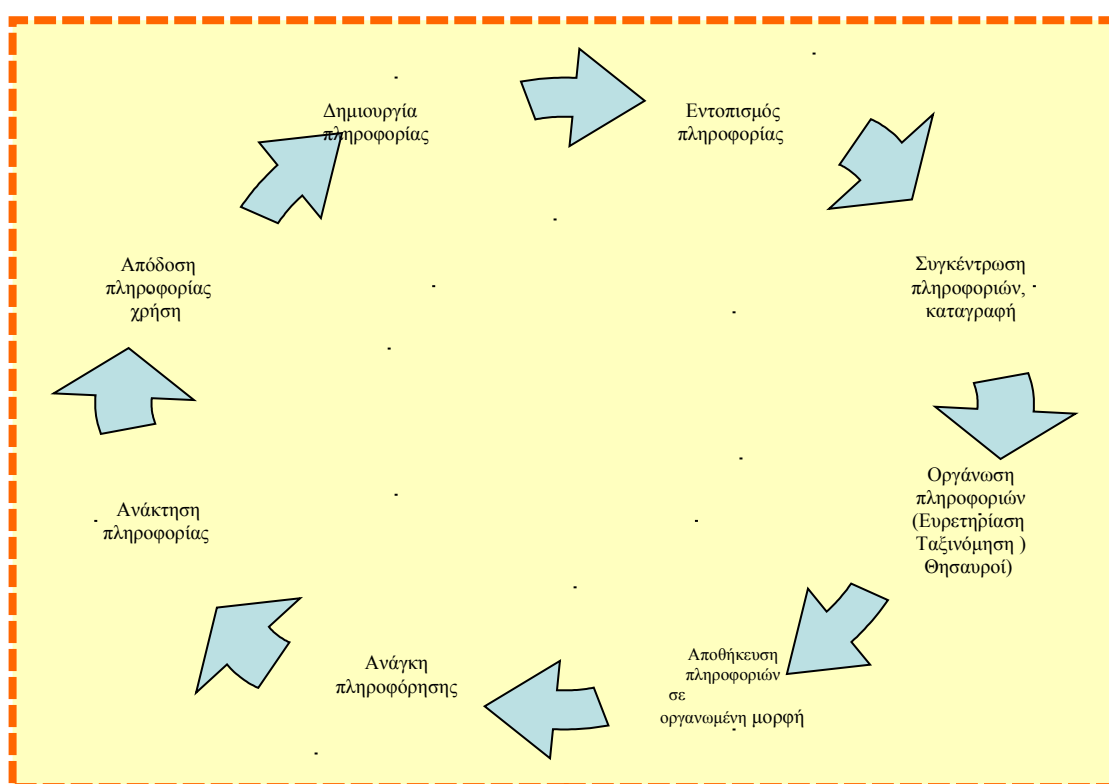 Δημιουργία
πληροφορίας
Εντοπισμός
πληροφορίας
Συγκέντρωση
πληροφοριών,
καταγραφή
Οργάνωση
πληροφοριών
(Ευρετηρίαση
Ταξινόμηση )
Θησαυροί)
Αποθήκευση
πληροφοριών
σε
οργανωμένη μορφή
Ανάγκη
πληροφόρησης
Ανάκτηση
πληροφορίας
Απόδοση
πληροφορίας
χρήση